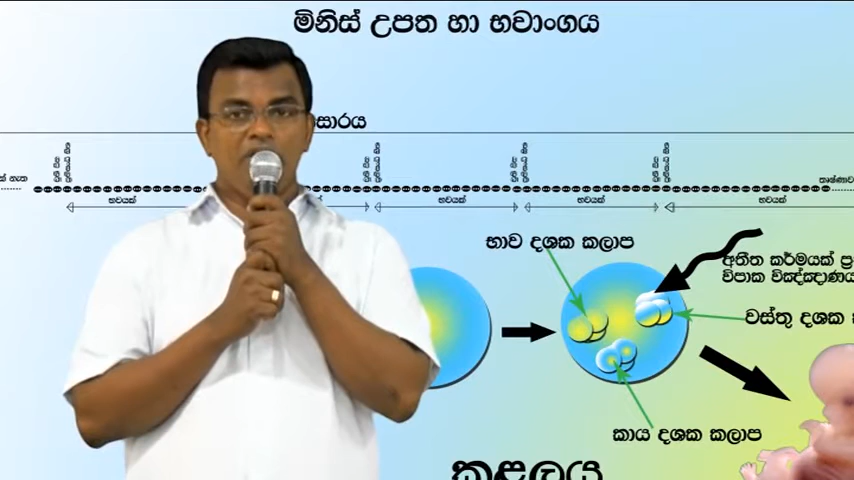 මිනිස් උපත හා භවාංගය
සාරය
භවයක්
භවයක්
භවයක්
භවයක්
භාව දශක කලාප
අතීත කර්මයක්
විපාක විඤ්ඤාණය
වස්තු දශක
කාය දශක කලාප
කළලය